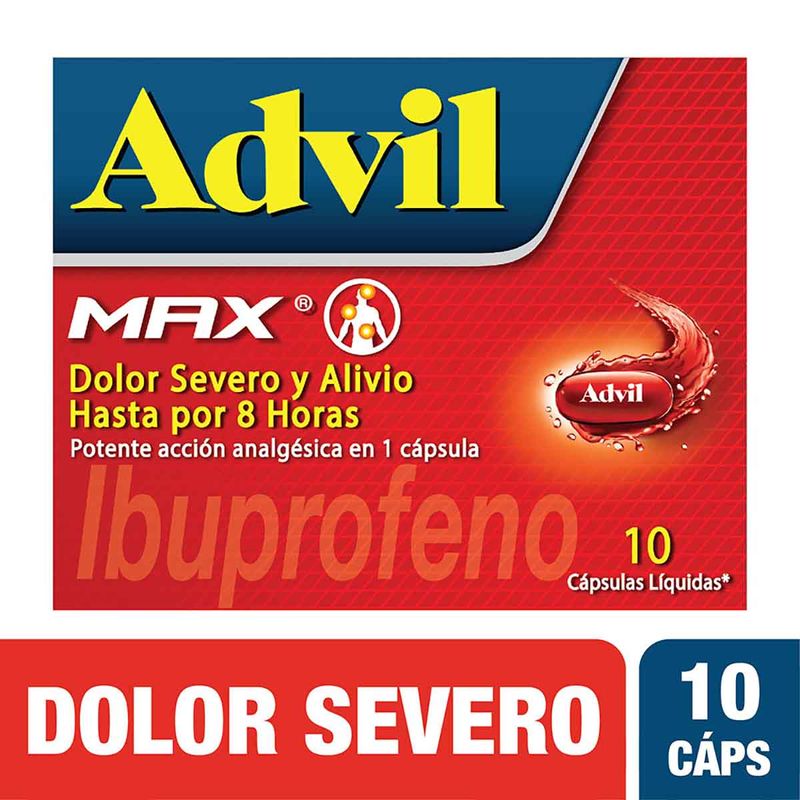 Advil
MAX ®
Dolor Severo y Alivio
Hasta por 8 Horas
Potente acción analgésica en 1 cápsula
Ibuprofeno
Advil
10
Cápsulas Líquidas*
DOLOR SEVERO
10
CÁPS